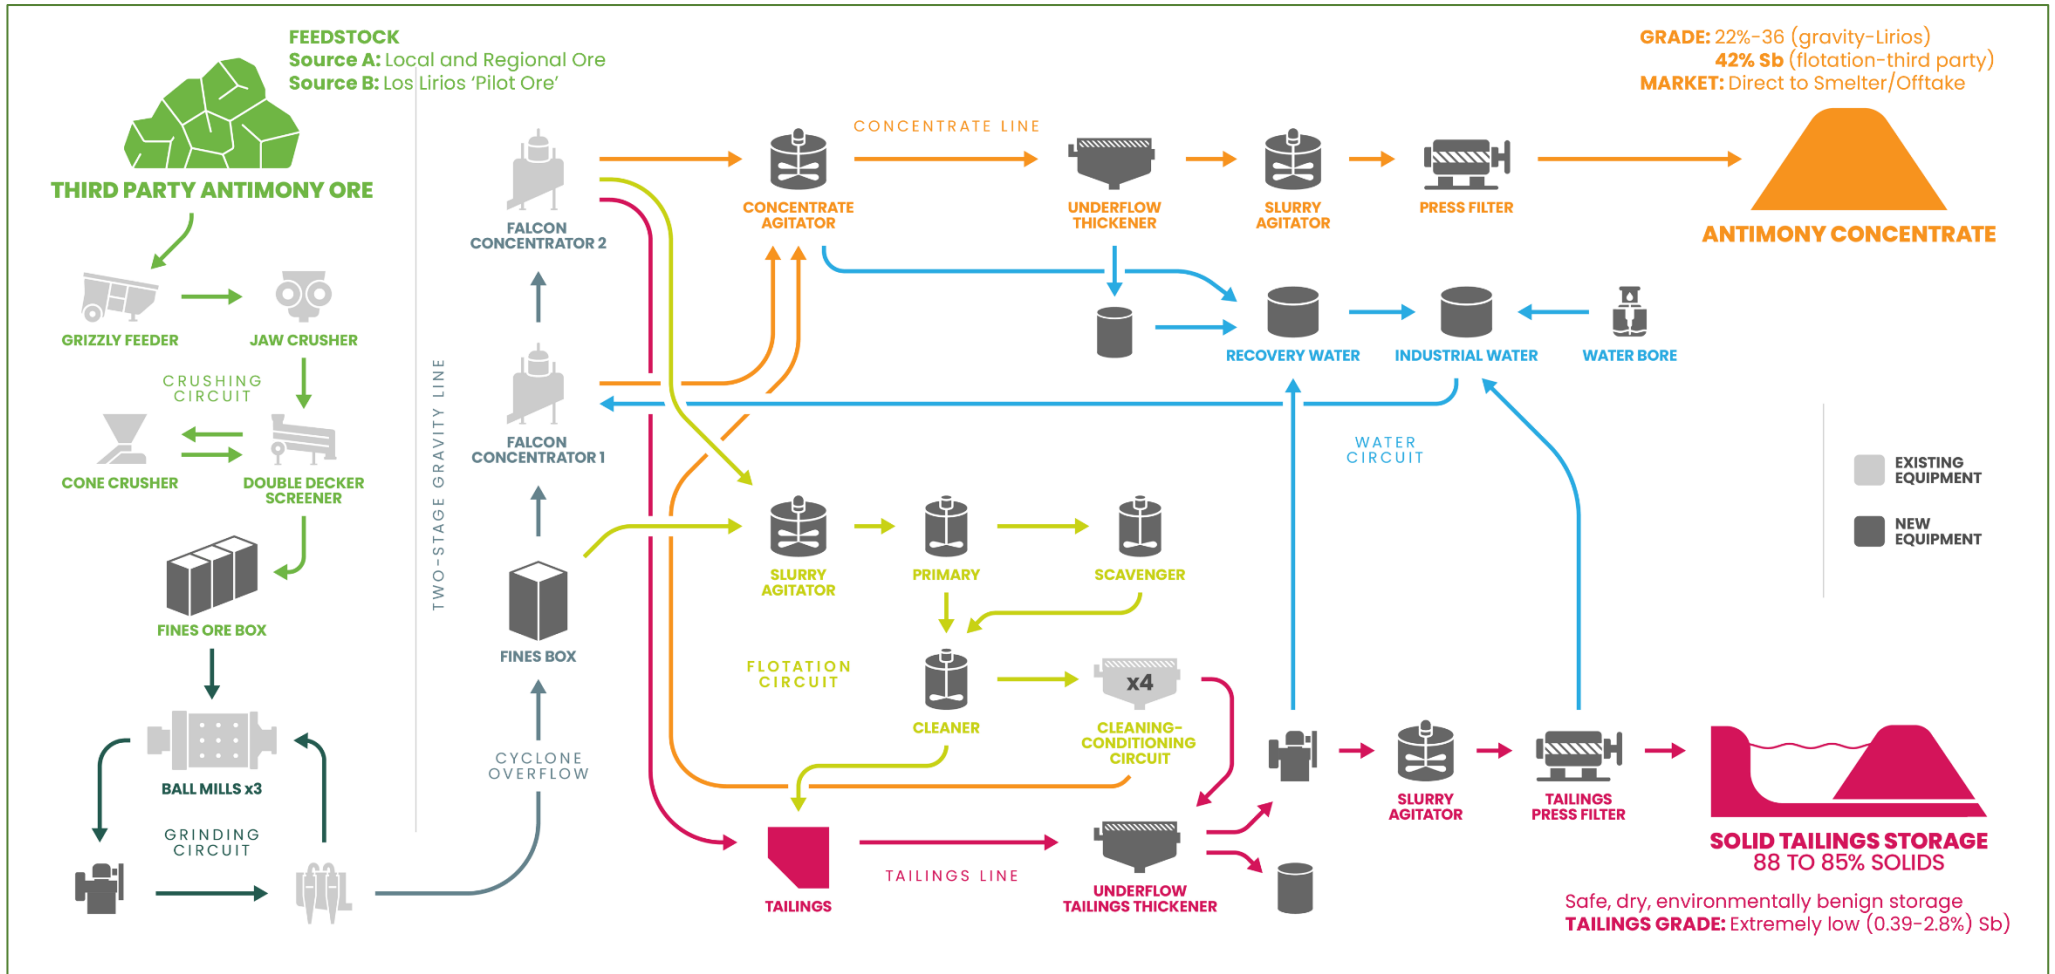 FEEDSTOCK
Source A: Local and Regional Ore
Source B: Los Lirios ‘Pilot Ore’
THIRD PARTY ANTIMONY ORE
GRIZZLY FEEDER
JAW CRUSHER
CRUSHING
CIRCUIT
CONE CRUSHER
DOUBLE DECKER
SCREENER
FINES ORE BOX
BALL MILLS x3
GRINDING
CIRCUIT
TWO-STAGE GRAVITY LINE
FALCON
CONCENTRATOR 2
FALCON
CONCENTRATOR 1
FINES BOX
CYCLONE
OVERFLOW
CONCENTRATE LINE
CONCENTRATE
AGITATOR
UNDERFLOW
THICKENER
SLURRY
AGITATOR
PRESS FILTER
GRADE: 22%-36 (gravity-Lirios)
42% Sb (flotation-third party)
MARKET: Direct to Smelter/Offtake
ANTIMONY CONCENTRATE
RECOVERY WATER
INDUSTRIAL WATER
WATER BORE
WATER
CIRCUIT
EXISTING
EQUIPMENT
NEW
EQUIPMENT
SLURRY
AGITATOR
PRIMARY
SCAVENGER
FLOTATION
CIRCUIT
CLEANER
x4
CLEANING-
CONDITIONING
CIRCUIT
TAILINGS
TAILINGS LINE
UNDERFLOW
TAILINGS THICKENER
SLURRY
AGITATOR
TAILINGS
PRESS FILTER
SOLID TAILINGS STORAGE
88 TO 85% SOLIDS
Safe, dry, environmentally benign storage
TAILINGS GRADE: Extremely low (0.39-2.8%) Sb)